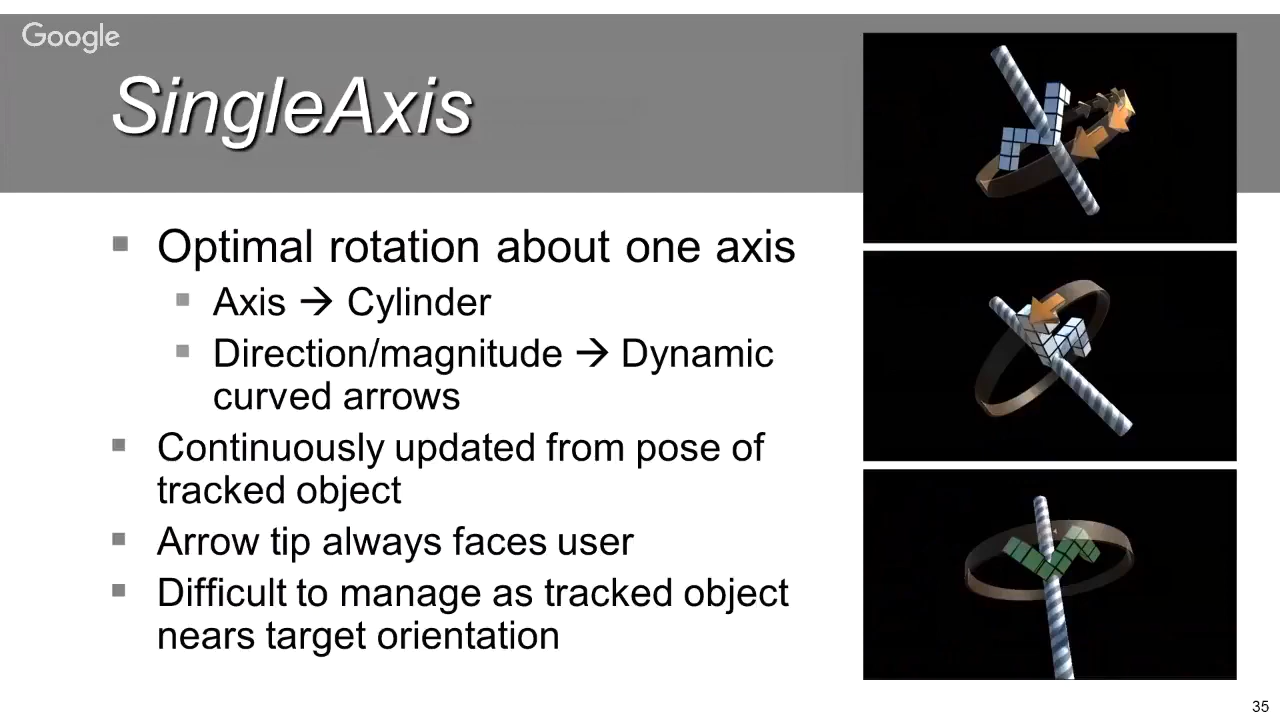 Google
SingleAxis
▪ Optimal rotation about one axis
▪ Axis → Cylinder
▪ Direction/magnitude → Dynamic
curved arrows
▪ Continuously updated from pose of
tracked object
▪ Arrow tip always faces user
▪ Difficult to manage as tracked object
nears target orientation
35